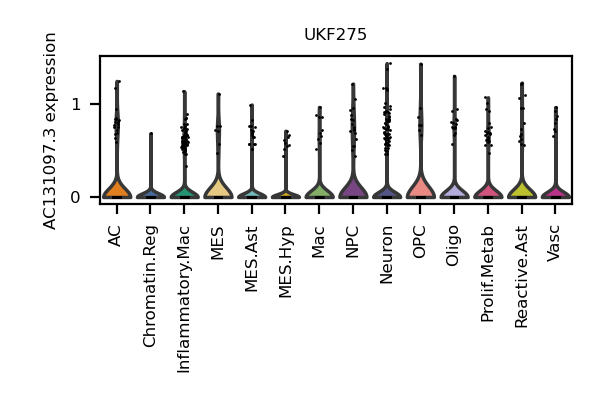 UKF275
AC131097.3 expression
1
0
AC
Chromatin.Reg
Inflammatory.Mac
MES
MES.Ast
MES.Hyp
Mac
NPC
Neuron
OPC
Oligo
Prolif.Metab
Reactive.Ast
Vasc